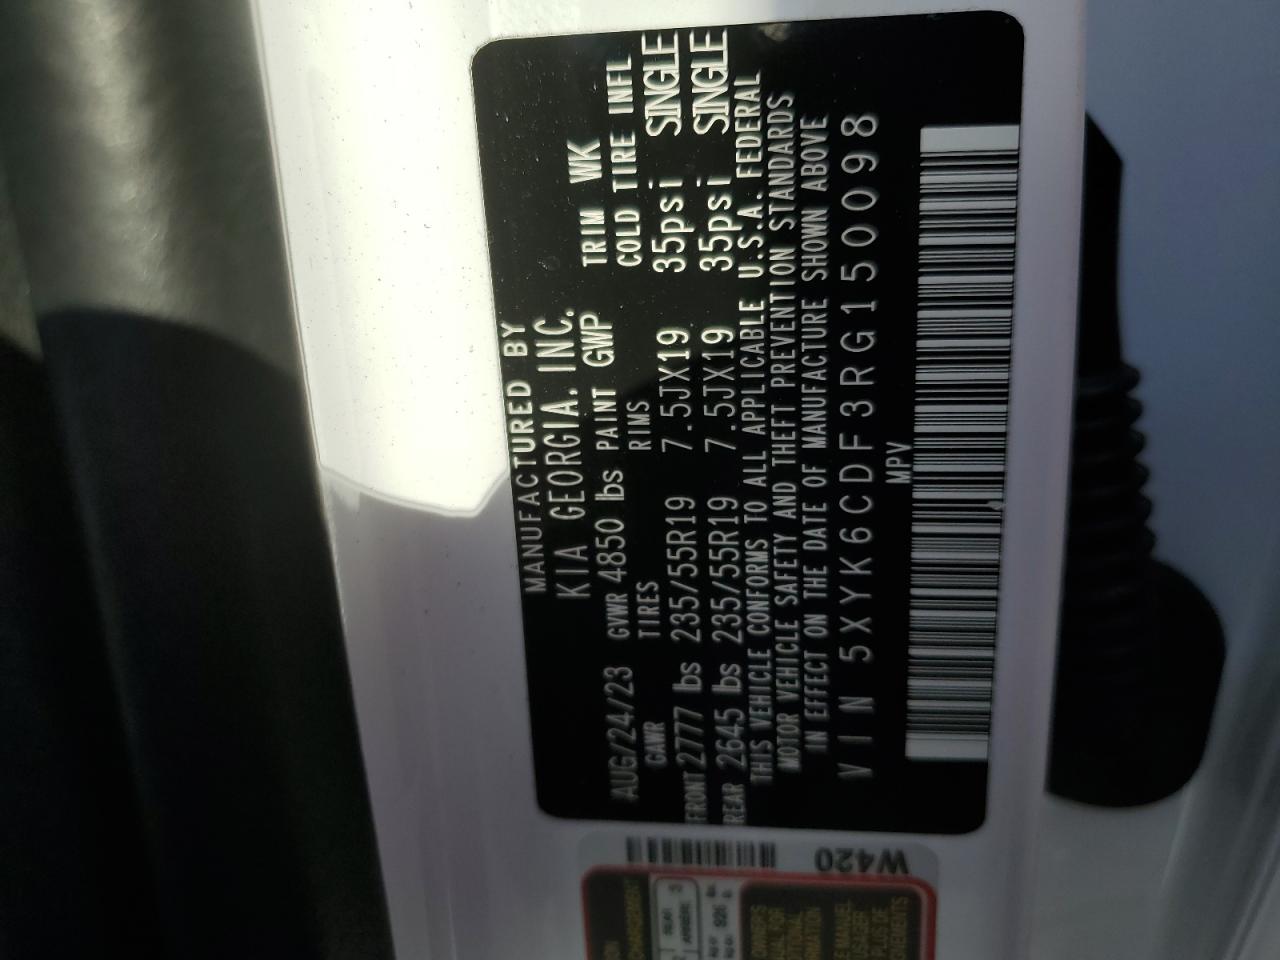 MANUFACTURED BY
KIA GEORGIA. INC.
AUG/24/23 GVWR 4850 lbs PAINT GWP TRIM WK
GAWR TIRES RIMS COLD TIRE INFL
FRONT 2777 lbs 235/55R19 7.5JX19 35psi SINGLE
REAR 2645 lbs 235/55R19 7.5JX19 35psi SINGLE
THIS VEHICLE CONFORMS TO ALL APPLICABLE U.S.A. FEDERAL
MOTOR VEHICLE SAFETY AND THEFT PREVENTION STANDARDS
IN EFFECT ON THE DATE OF MANUFACTURE SHOWN ABOVE
VIN 5XYK6CDF3RG150098
MPV
W420